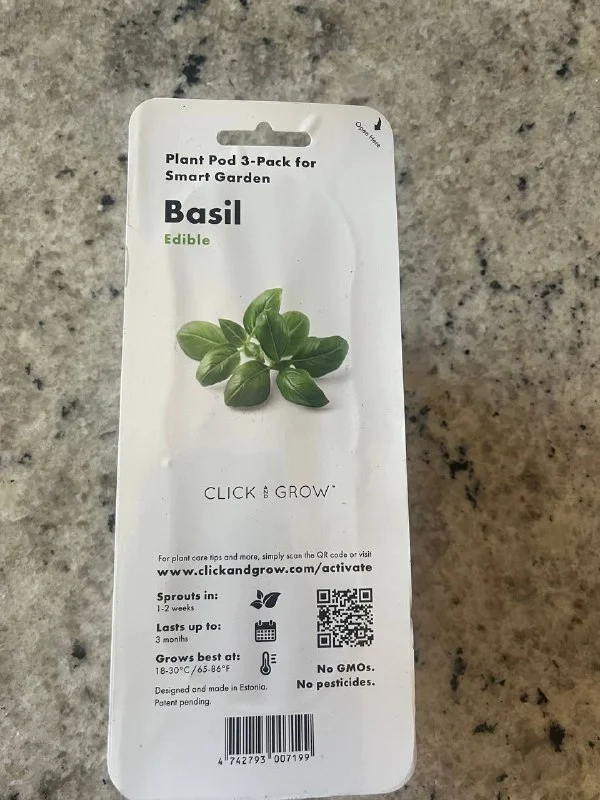 Open Here
Plant Pod 3-Pack for
Smart Garden
Basil
Edible
CLICK AND GROW™
For plant care tips and more, simply scan the QR code or visit
www.clickandgrow.com/activate
Sprouts in:
1-2 weeks
Lasts up to:
3 months
Grows best at:
18-30°C/65-86°F
No GMOs.
No pesticides.
Designed and made in Estonia.
Patent pending.
4 742793 007199